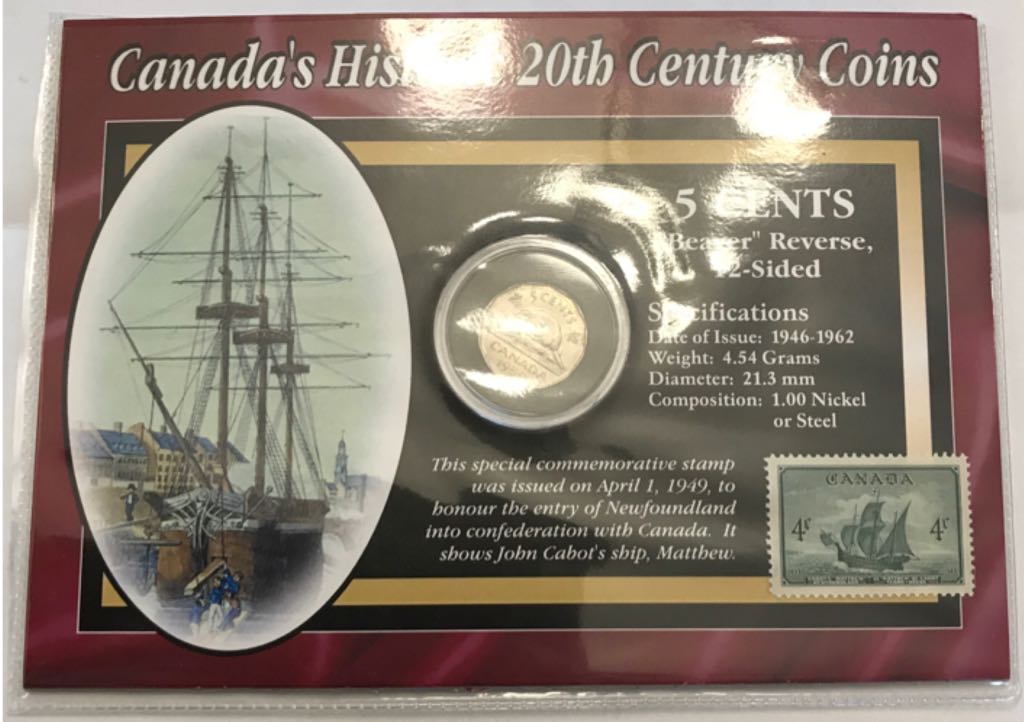 Canada's 20th Century Coins
5 CENTS
"Beaver" Reverse,
12-Sided
Specifications
Date of Issue: 1946-1962
Weight: 4.54 Grams
Diameter: 21.3 mm
Composition: 1.00 Nickel
or Steel
5 CENTS
CANADA
This special commemorative stamp
was issued on April 1, 1949, to
honour the entry of Newfoundland
into confederation with Canada. It
shows John Cabot's ship, Matthew.
CANADA
4¢ 4¢